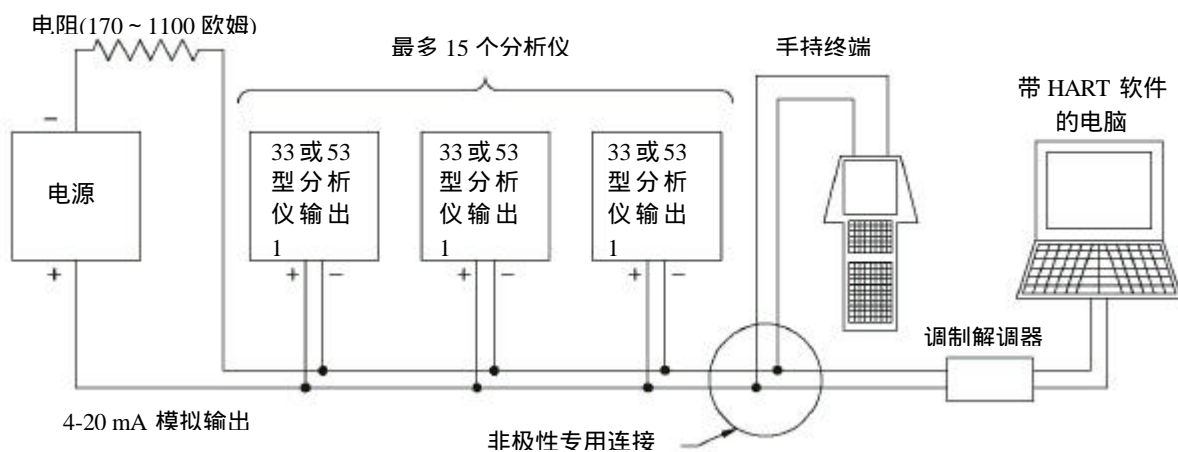 电阻(170 ~ 1100 欧姆)
最多 15 个分析仪
手持终端
带 HART 软件
的电脑
−
电源
+
33 或 53
型分析
仪输出
1
+ −
33 或 53
型分析
仪输出
1
+ −
33 或 53
型分析
仪输出
1
+ −
调制解调器
4-20 mA 模拟输出
非极性专用连接